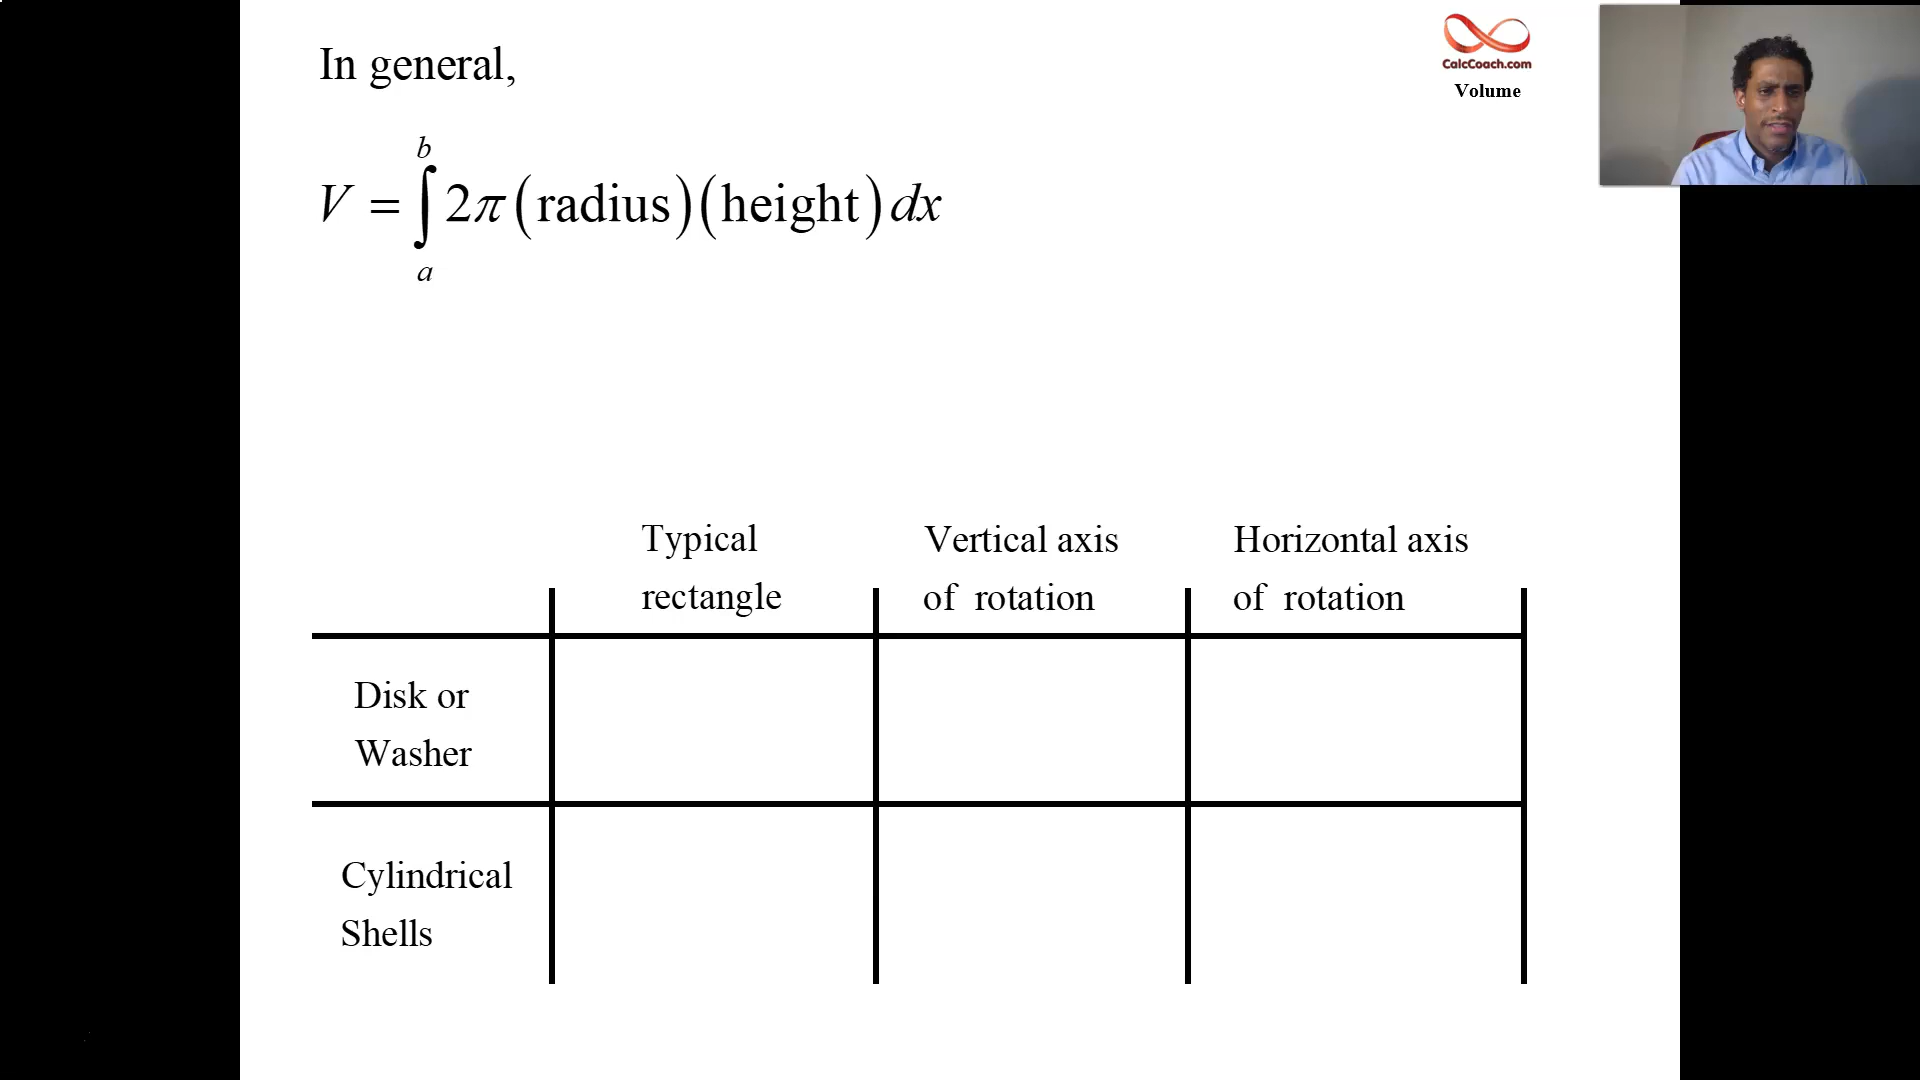 In general,
CalcCoach.com
Volume
V = ∫_a^b 2π(radius)(height) dx
Typical rectangle
Vertical axis of rotation
Horizontal axis of rotation
Disk or
Washer
Cylindrical
Shells